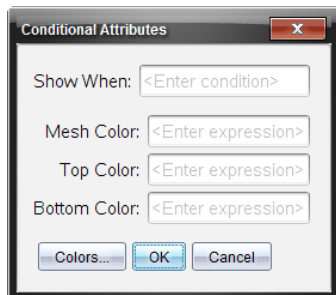 Conditional Attributes
Show When: <Enter condition>
Mesh Color: <Enter expression>
Top Color: <Enter expression>
Bottom Color: <Enter expression>
Colors... OK Cancel